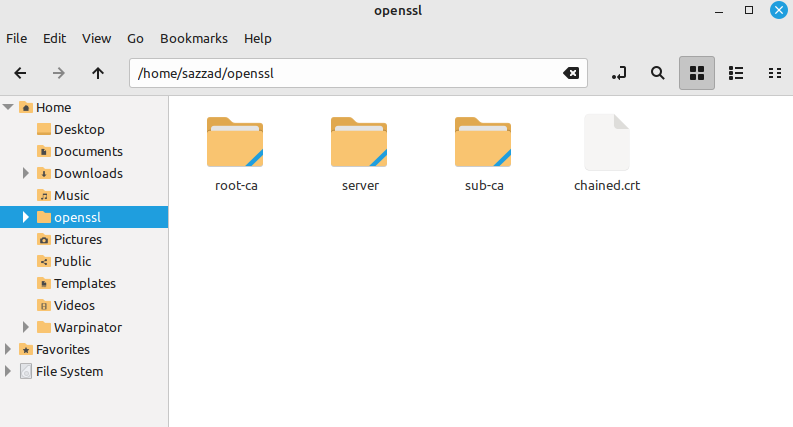 openssl
File Edit View Go Bookmarks Help
/home/sazzad/openssl
Home
Desktop
Documents
Downloads
Music
openssl
Pictures
Public
Templates
Videos
Warpinator
Favorites
File System
root-ca server sub-ca chained.crt